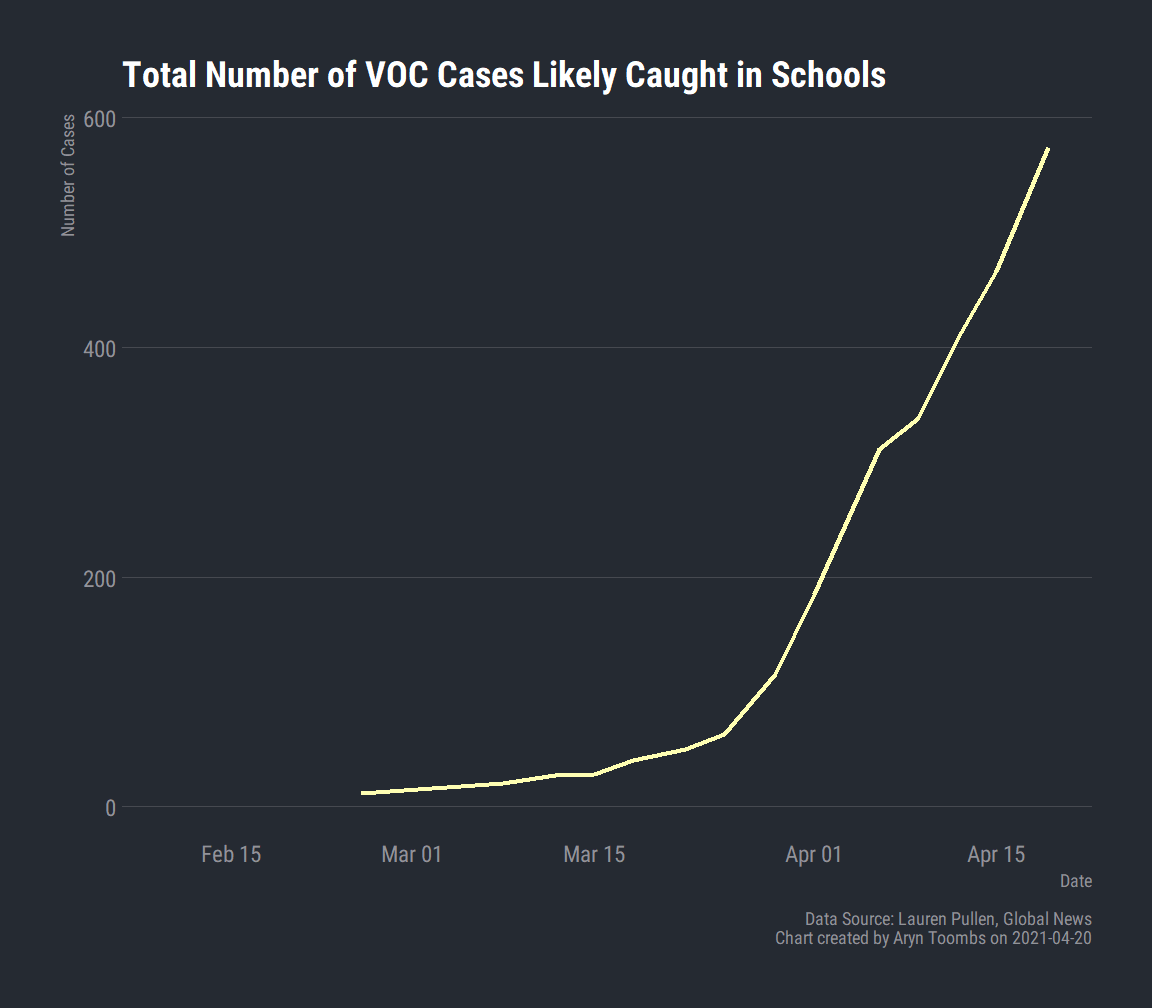 Total Number of VOC Cases Likely Caught in Schools
Number of Cases
600
400
200
0
Feb 15
Mar 01
Mar 15
Apr 01
Apr 15
Date
Data Source: Lauren Pullen, Global News
Chart created by Aryn Toombs on 2021-04-20